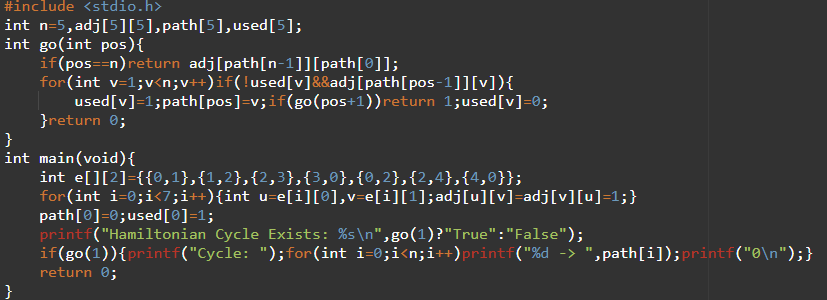 #include <stdio.h>
int n=5,adj[5][5],path[5],used[5];
int go(int pos){
    if(pos==n)return adj[path[n-1]][path[0]];
    for(int v=1;v<n;v++)if(!used[v]&&adj[path[pos-1]][v]){
        used[v]=1;path[pos]=v;if(go(pos+1))return 1;used[v]=0;
    }return 0;
}
int main(void){
    int e[][2]={{0,1},{1,2},{2,3},{3,0},{0,2},{2,4},{4,0}};
    for(int i=0;i<7;i++){int u=e[i][0],v=e[i][1];adj[u][v]=adj[v][u]=1;}
    path[0]=0;used[0]=1;
    printf("Hamiltonian Cycle Exists: %s\n",go(1)?"True":"False");
    if(go(1)){printf("Cycle: ");for(int i=0;i<n;i++)printf("%d -> ",path[i]);printf("0\n");}
    return 0;
}